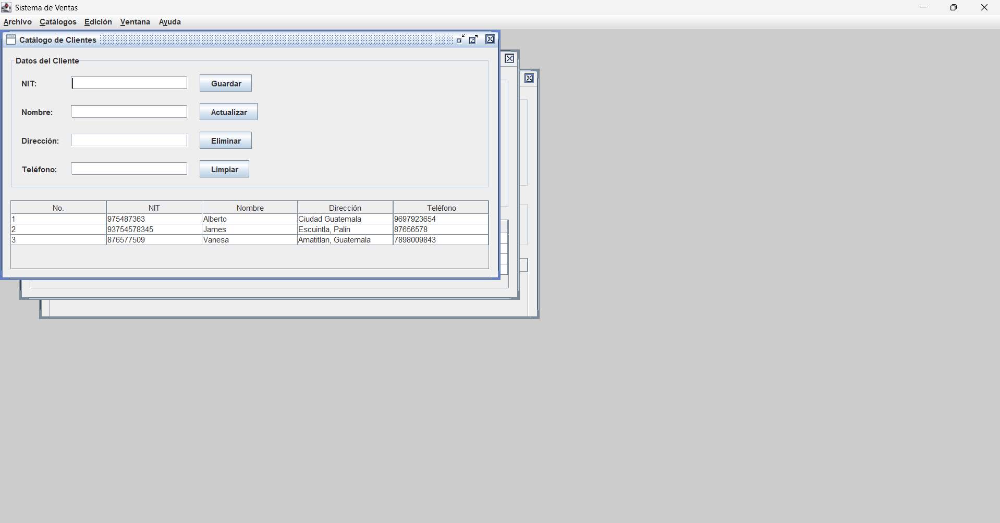 Sistema de Ventas
Archivo Catálogos Edición Ventana Ayuda
Catálogo de Clientes
Datos del Cliente
NIT: Guardar
Nombre: Actualizar
Dirección: Eliminar
Teléfono: Limpiar
No. NIT Nombre Dirección Teléfono
1 975487363 Alberto Ciudad Guatemala 9697923654
2 93754578345 James Escuintla, Palín 87656578
3 876577509 Vanesa Amatitlan, Guatemala 7898009843